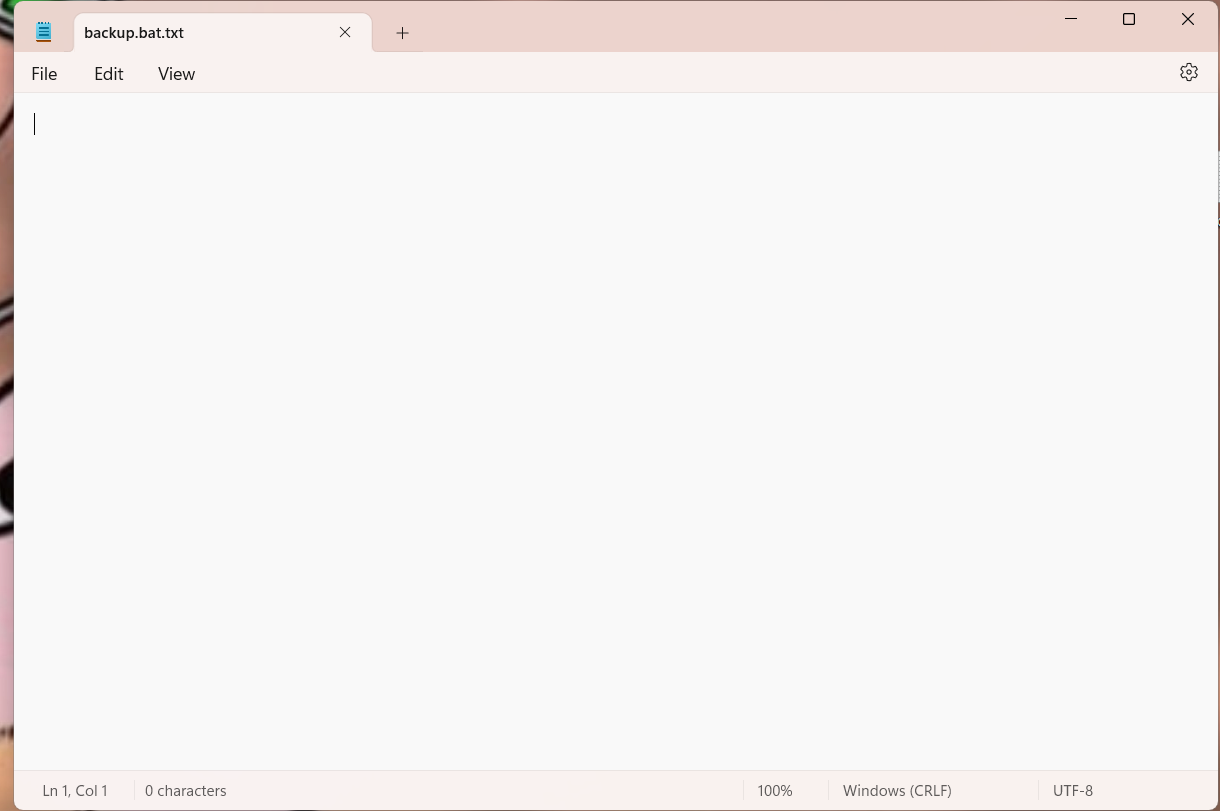 backup.bat.txt
File Edit View
Ln 1, Col 1 0 characters 100% Windows (CRLF) UTF-8